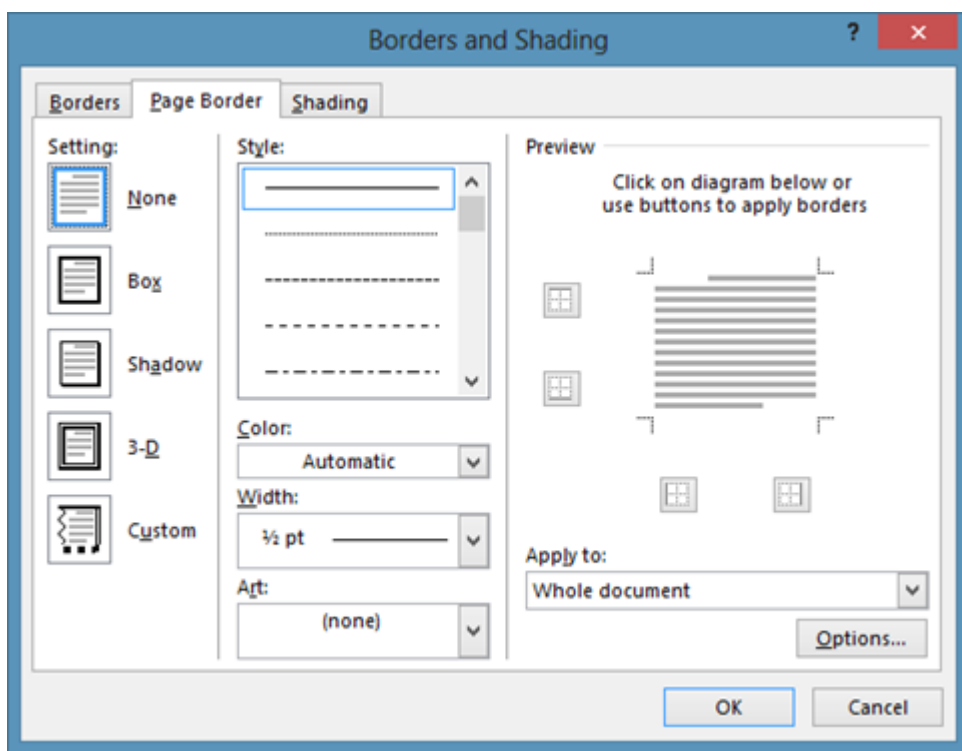 Borders and Shading
?
Borders
Page Border
Shading
Setting:
None
Box
Shadow
3-D
Custom
Style:
Color:
Automatic
Width:
½ pt
Art:
(none)
Preview
Click on diagram below or
use buttons to apply borders
Apply to:
Whole document
Options...
OK
Cancel